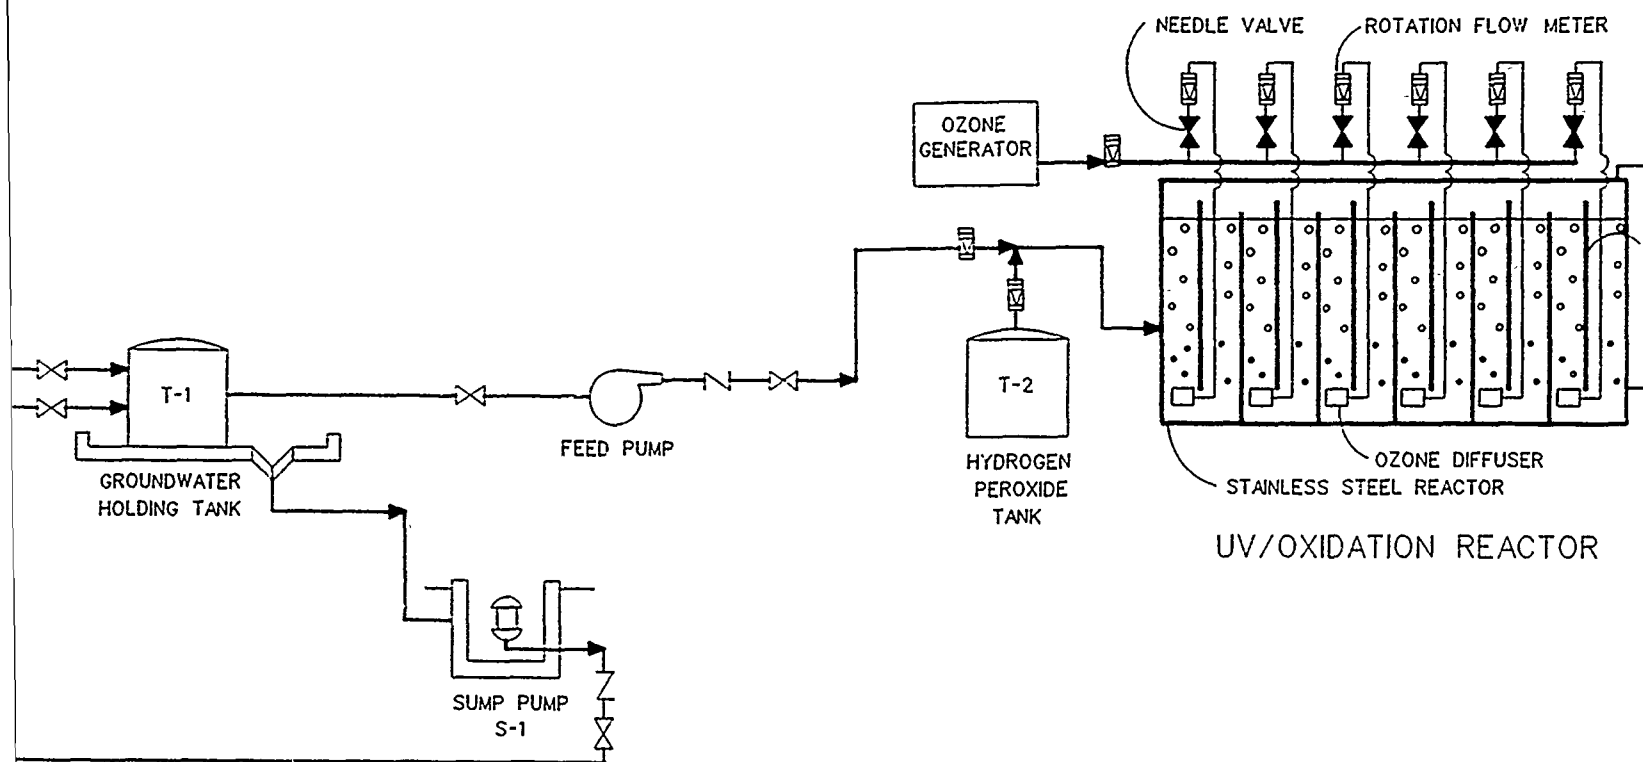 NEEDLE VALVE
ROTATION FLOW METER
OZONE
GENERATOR
T-1
GROUNDWATER
HOLDING TANK
FEED PUMP
T-2
HYDROGEN
PEROXIDE
TANK
OZONE DIFFUSER
STAINLESS STEEL REACTOR
UV/OXIDATION REACTOR
SUMP PUMP
S-1